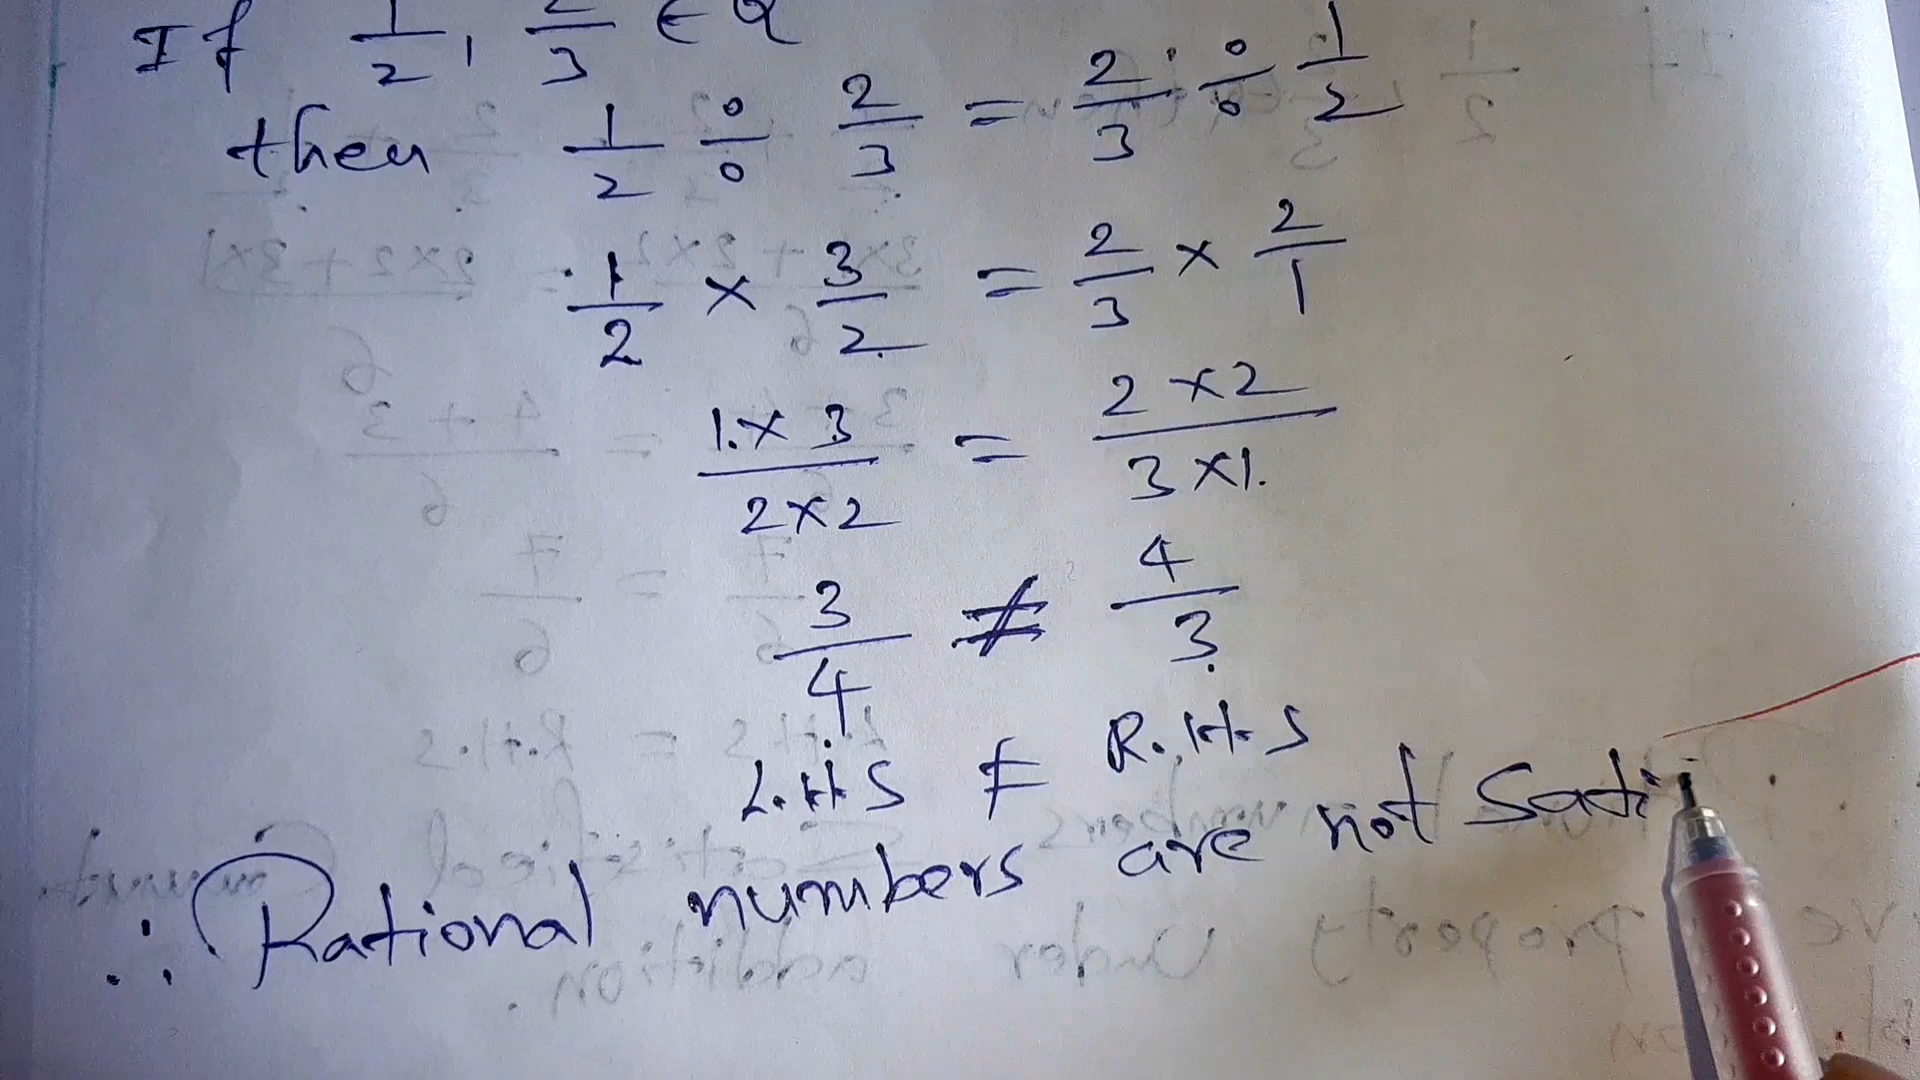 If 1/2, 2/3 ∈ Q
then 1/2 ÷ 2/3 = 2/3 ÷ 1/2
1/2 × 3/2 = 2/3 × 2/1
1×3 / 2×2 = 2×2 / 3×1
3/4 ≠ 4/3
L.H.S ≠ R.H.S
∴ Rational numbers are not Sati